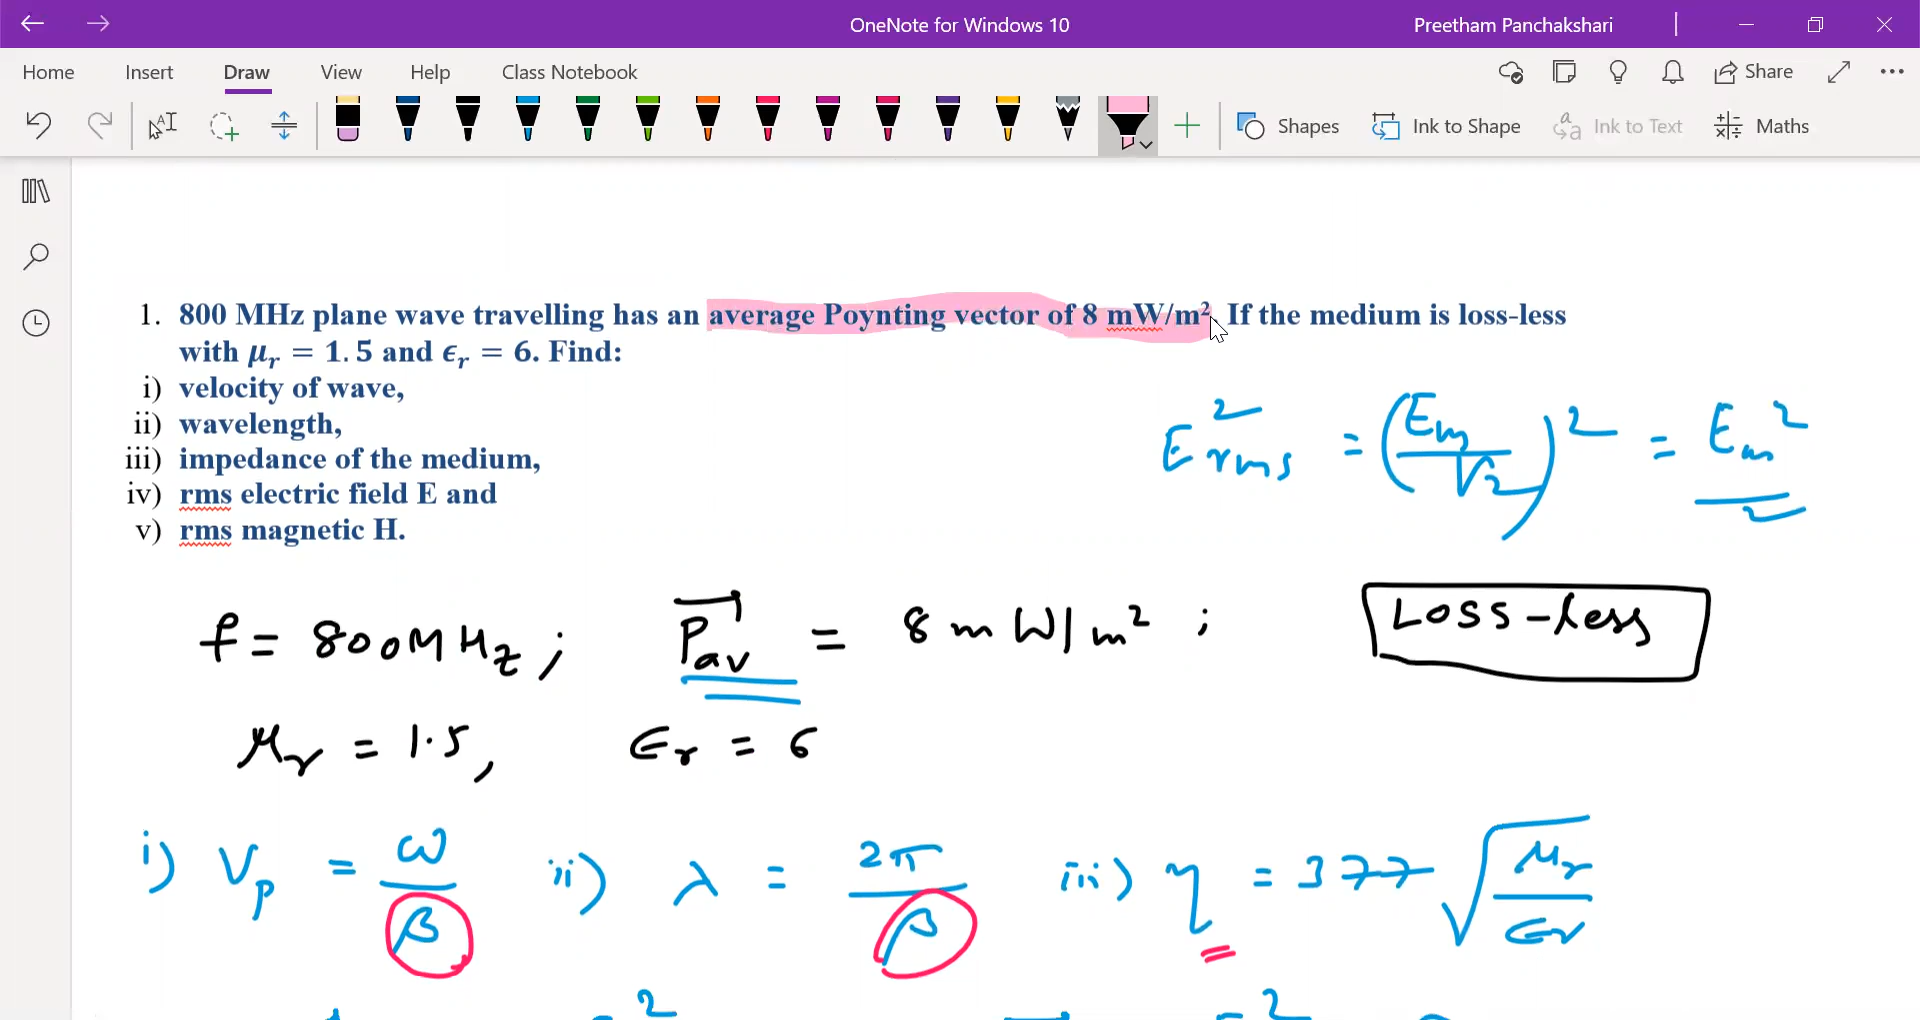 OneNote for Windows 10
Preetham Panchakshari
Home Insert Draw View Help Class Notebook Share
Shapes Ink to Shape Ink to Text Maths
1. 800 MHz plane wave travelling has an average Poynting vector of 8 mW/m². If the medium is loss-less
with μᵣ = 1.5 and ϵᵣ = 6. Find:
i) velocity of wave,
ii) wavelength,
iii) impedance of the medium,
iv) rms electric field E and
v) rms magnetic H.
E²rms = (Em/√2)² = Em²/2
f = 800MHz; Pav = 8mW/m²; Loss-less
μr = 1.5, ϵr = 6
i) Vp = ω/β ii) λ = 2π/β iii) η = 377√(μr/ϵr)